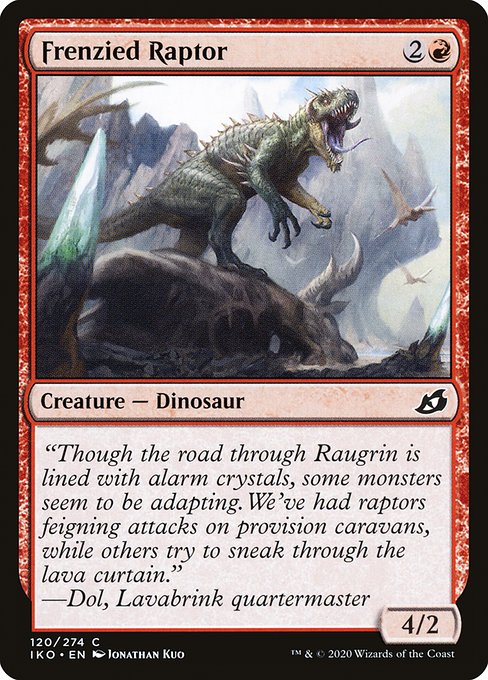 Frenzied Raptor 2
Creature — Dinosaur
“Though the road through Raugrin is
lined with alarm crystals, some monsters
seem to be adapting. We’ve had raptors
feigning attacks on provision caravans,
while others try to sneak through the
lava curtain.”
—Dol, Lavabrink quartermaster
4/2
120/274 C
IKO • EN Jonathan Kuo
™ & © 2020 Wizards of the Coast